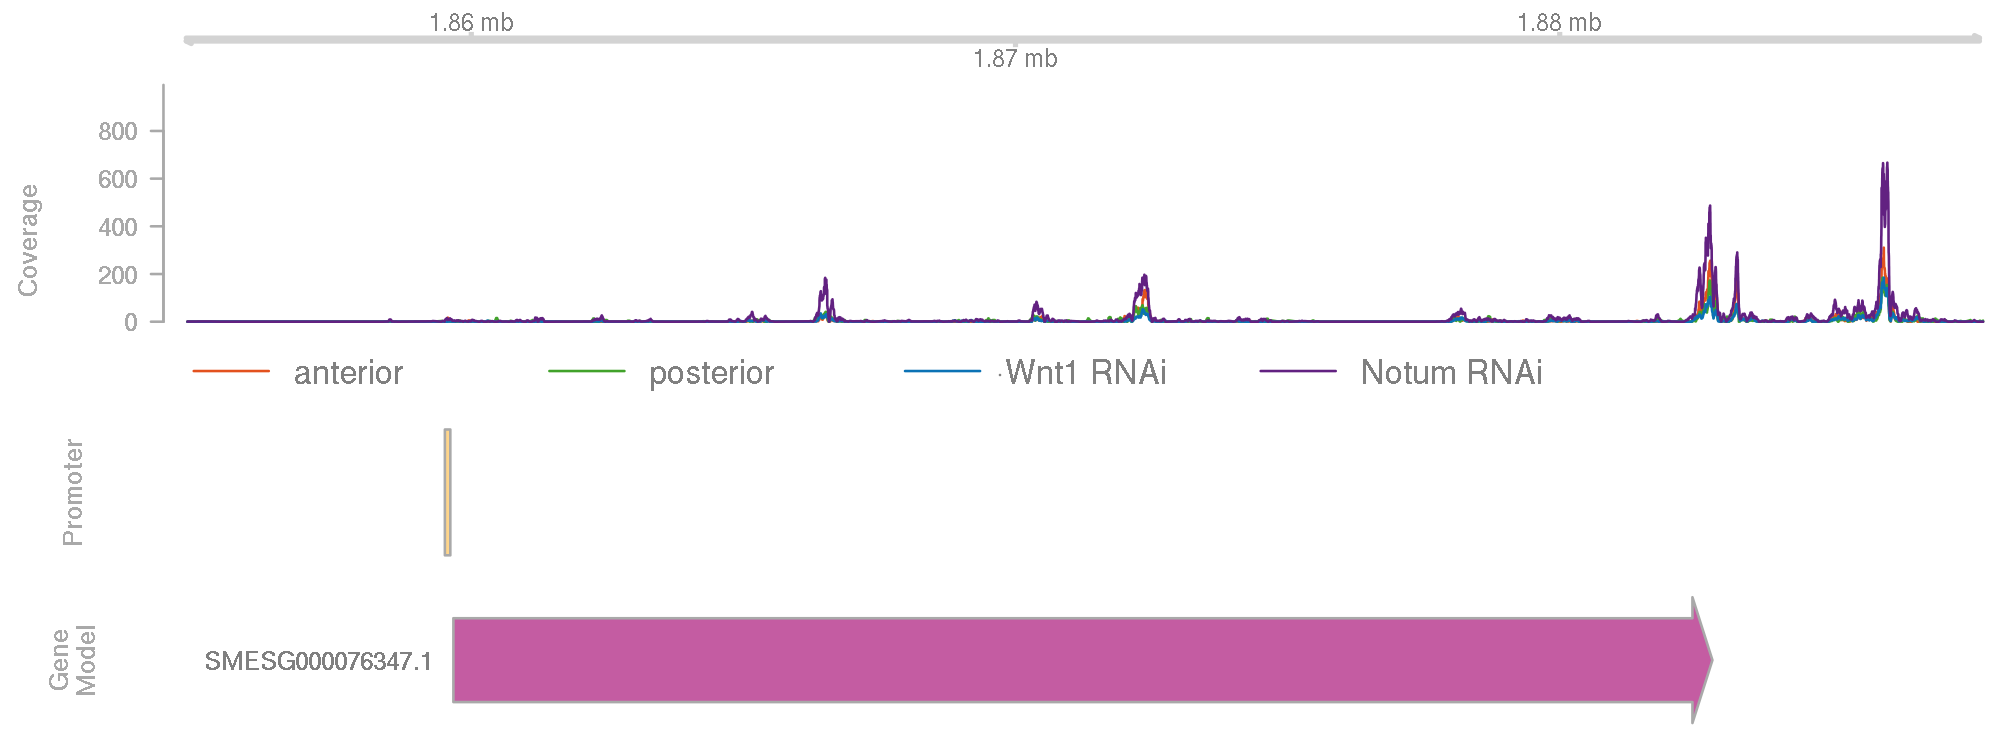 1.86 mb
1.88 mb
1.87 mb
Coverage
800
600
400
200
0
anterior
posterior
Wnt1 RNAi
Notum RNAi
Promoter
Gene
Model
SMESG000076347.1